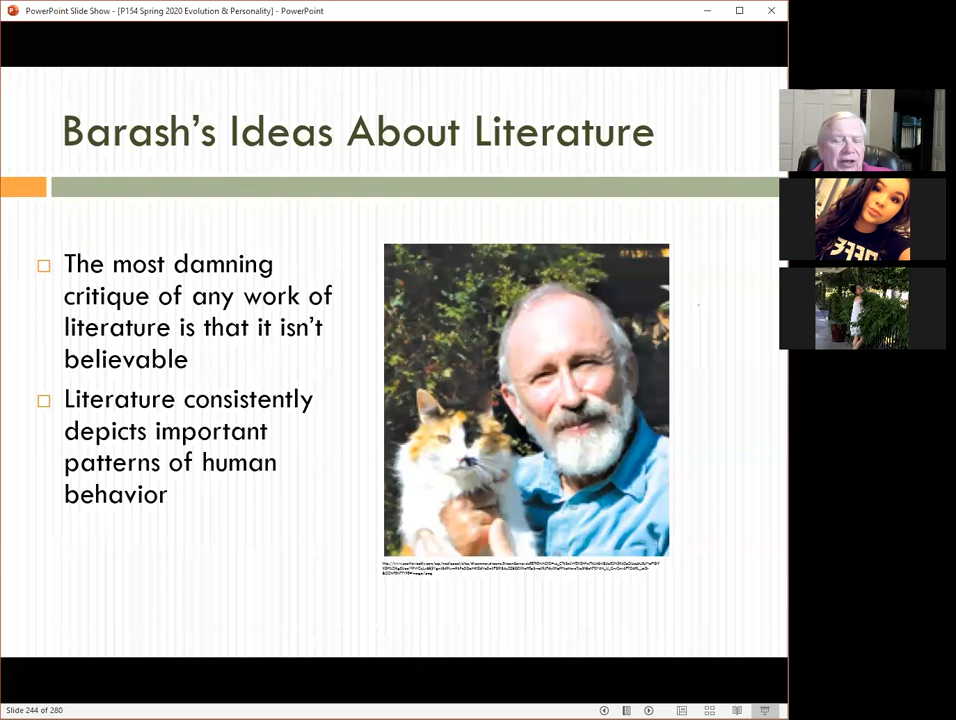 PowerPoint Slide Show - [P154 Spring 2020 Evolution & Personality] - PowerPoint
Barash's Ideas About Literature
The most damning
critique of any work of
literature is that it isn't
believable
Literature consistently
depicts important
patterns of human
behavior
Slide 244 of 280